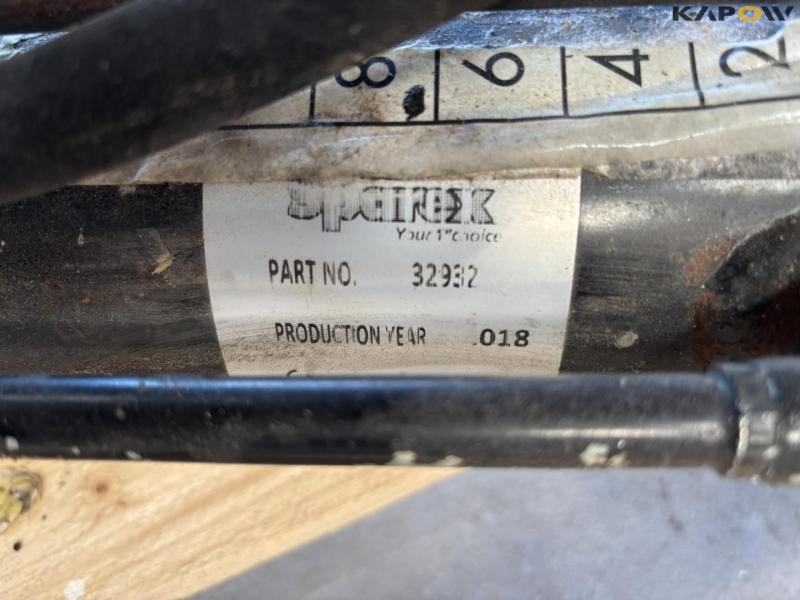 KAPOW
8 6 4 2
Sparex
Your 1st choice
PART NO. 32932
PRODUCTION YEAR 018